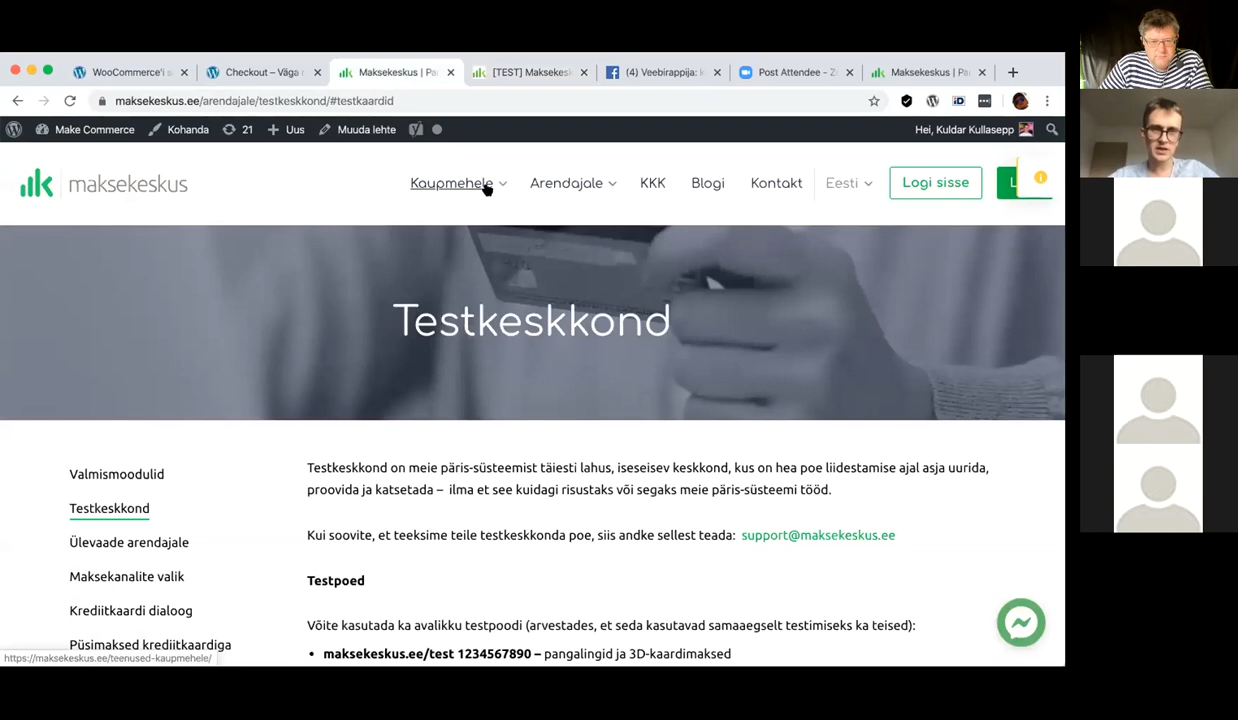 WooCommerce'i s
Checkout – Väga
Maksekeskus | Pa
[TEST] Maksekesk
(4) Veebirappija: k
Post Attendee - Z
Maksekeskus | Pa
maksekeskus.ee/arendajale/testkeskkond/#testkaardid
Make Commerce
Kohanda
21
Uus
Muuda lehte
Hei, Kuldar Kullasepp
maksekeskus
Kaupmehele
Arendajale
KKK
Blogi
Kontakt
Eesti
Logi sisse
L
Testkeskkond
Valmismoodulid
Testkeskkond
Ülevaade arendajale
Maksekanalite valik
Krediitkaardi dialoog
Püsimaksed krediitkaardiga
Testkeskkond on meie päris-süsteemist täiesti lahus, iseseisev keskkond, kus on hea poe liidestamise ajal asja uurida,
proovida ja katsetada – ilma et see kuidagi risustaks või segaks meie päris-süsteemi tööd.
Kui soovite, et teeksime teile testkeskkonda poe, siis andke sellest teada: support@maksekeskus.ee
Testpoed
Võite kasutada ka avalikku testpoodi (arvestades, et seda kasutavad samaaegselt testimiseks ka teised):
• maksekeskus.ee/test 1234567890 – pangalingid ja 3D-kaardimaksed
https://maksekeskus.ee/teenused-kaupmehele/